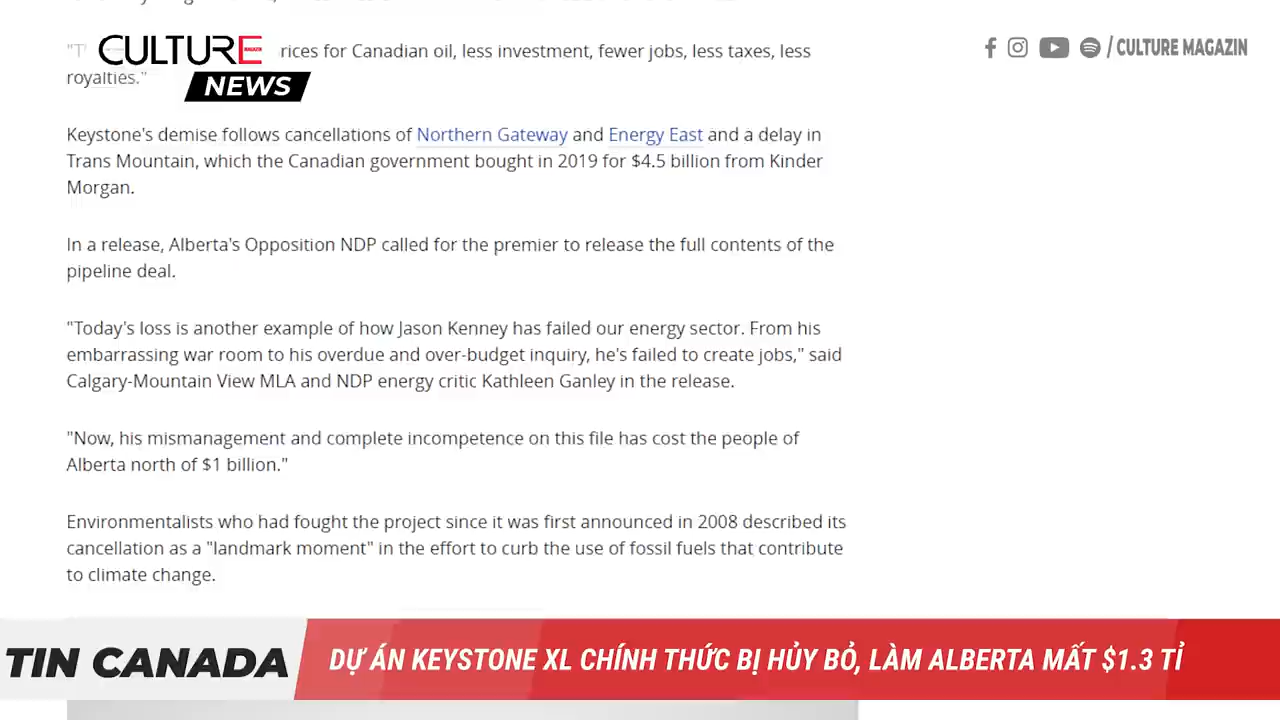 "T
rices for Canadian oil, less investment, fewer jobs, less taxes, less
royalties."
CULTURE
MAGAZIN
NEWS
/ CULTURE MAGAZIN
Keystone's demise follows cancellations of Northern Gateway and Energy East and a delay in
Trans Mountain, which the Canadian government bought in 2019 for $4.5 billion from Kinder
Morgan.
In a release, Alberta's Opposition NDP called for the premier to release the full contents of the
pipeline deal.
"Today's loss is another example of how Jason Kenney has failed our energy sector. From his
embarrassing war room to his overdue and over-budget inquiry, he's failed to create jobs," said
Calgary-Mountain View MLA and NDP energy critic Kathleen Ganley in the release.
"Now, his mismanagement and complete incompetence on this file has cost the people of
Alberta north of $1 billion."
Environmentalists who had fought the project since it was first announced in 2008 described its
cancellation as a "landmark moment" in the effort to curb the use of fossil fuels that contribute
to climate change.
TIN CANADA
DỰ ÁN KEYSTONE XL CHÍNH THỨC BỊ HỦY BỎ, LÀM ALBERTA MẤT $1.3 TỈ